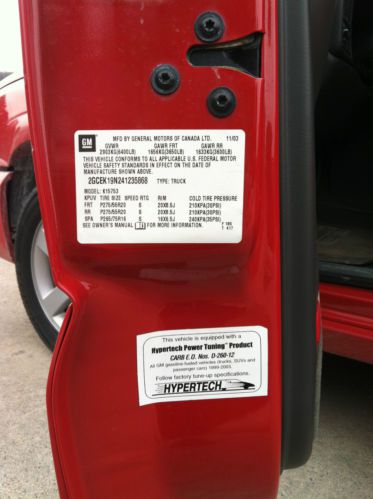 GM
MFD BY GENERAL MOTORS OF CANADA LTD. 11/03
GVWR GAWR FRT GAWR RR
2903KG(6400LB) 1656KG(3650LB) 1633KG(3600LB)
THIS VEHICLE CONFORMS TO ALL APPLICABLE U.S. FEDERAL MOTOR
VEHICLE SAFETY STANDARDS IN EFFECT ON THE DATE OF
MANUFACTURE SHOWN ABOVE.
2GCEK19N241235868 TYPE: TRUCK
MODEL: K15753
TIRE SIZE SPEED RTG RIM COLD TIRE PRESSURE
FRT P275/55R20 S 20X8.5J 210KPA(30PSI)
RR P275/55R20 S 20X8.5J 210KPA(30PSI)
SPA P265/75R16 S 16X6.5J 240KPA(35PSI)
SEE OWNER'S MANUAL FOR MORE INFORMATION.
This vehicle is equipped with a
Hypertech Power Tuning™ Product
CARB E.O. Nos. D-260-12
All GM gasoline fueled vehicles (trucks, SUVs and
passenger cars) 1999-2005.
Follow factory tune-up specifications.
HYPERTECH